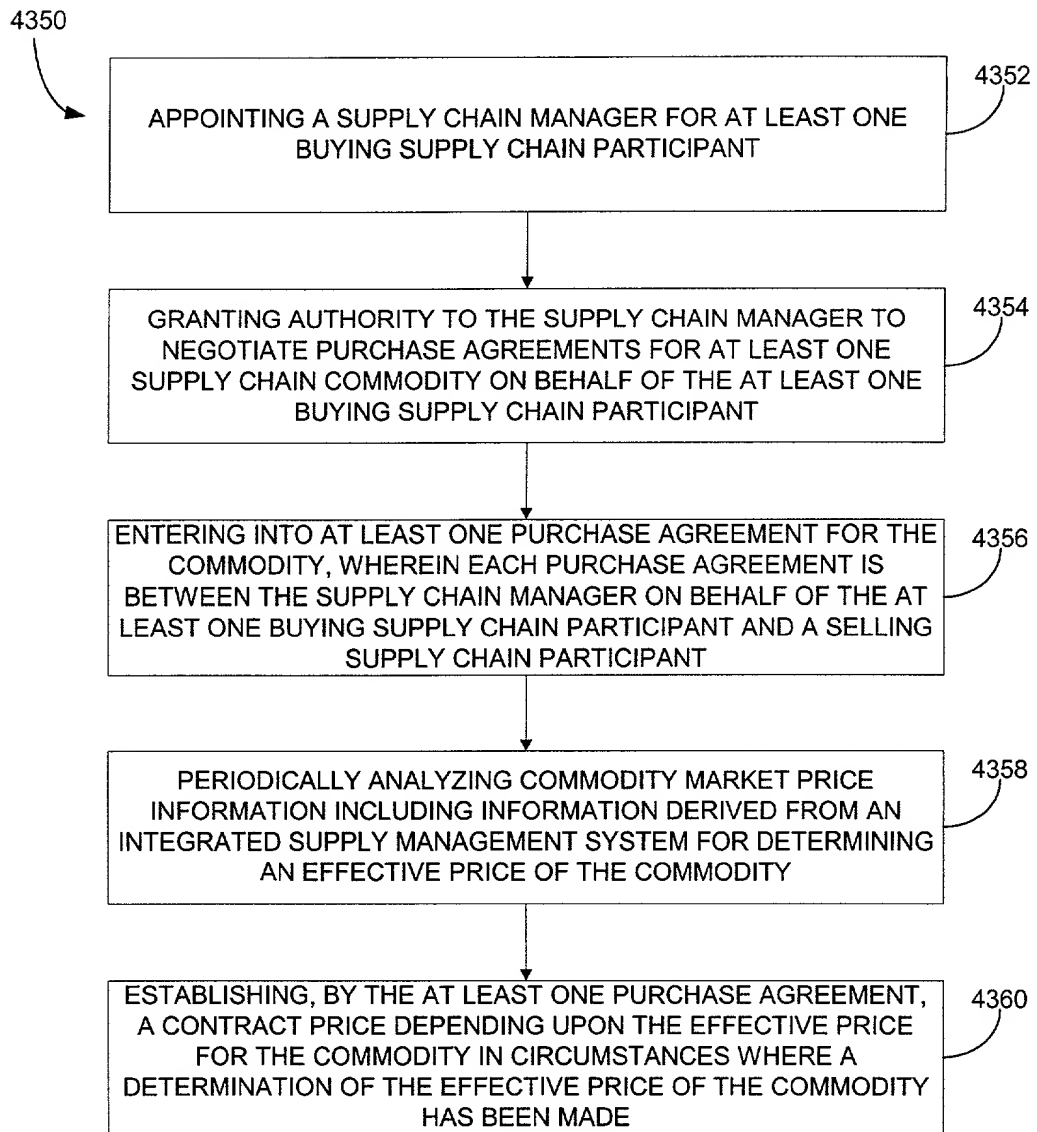 4350
4352
APPOINTING A SUPPLY CHAIN MANAGER FOR AT LEAST ONE
BUYING SUPPLY CHAIN PARTICIPANT
4354
GRANTING AUTHORITY TO THE SUPPLY CHAIN MANAGER TO
NEGOTIATE PURCHASE AGREEMENTS FOR AT LEAST ONE
SUPPLY CHAIN COMMODITY ON BEHALF OF THE AT LEAST ONE
BUYING SUPPLY CHAIN PARTICIPANT
4356
ENTERING INTO AT LEAST ONE PURCHASE AGREEMENT FOR THE
COMMODITY, WHEREIN EACH PURCHASE AGREEMENT IS
BETWEEN THE SUPPLY CHAIN MANAGER ON BEHALF OF THE AT
LEAST ONE BUYING SUPPLY CHAIN PARTICIPANT AND A SELLING
SUPPLY CHAIN PARTICIPANT
4358
PERIODICALLY ANALYZING COMMODITY MARKET PRICE
INFORMATION INCLUDING INFORMATION DERIVED FROM AN
INTEGRATED SUPPLY MANAGEMENT SYSTEM FOR DETERMINING
AN EFFECTIVE PRICE OF THE COMMODITY
4360
ESTABLISHING, BY THE AT LEAST ONE PURCHASE AGREEMENT,
A CONTRACT PRICE DEPENDING UPON THE EFFECTIVE PRICE
FOR THE COMMODITY IN CIRCUMSTANCES WHERE A
DETERMINATION OF THE EFFECTIVE PRICE OF THE COMMODITY
HAS BEEN MADE